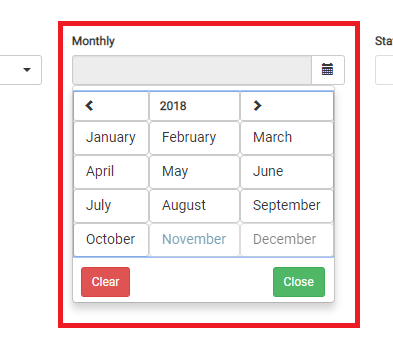 Monthly
Sta
2018
January February March
April May June
July August September
October November December
Clear Close